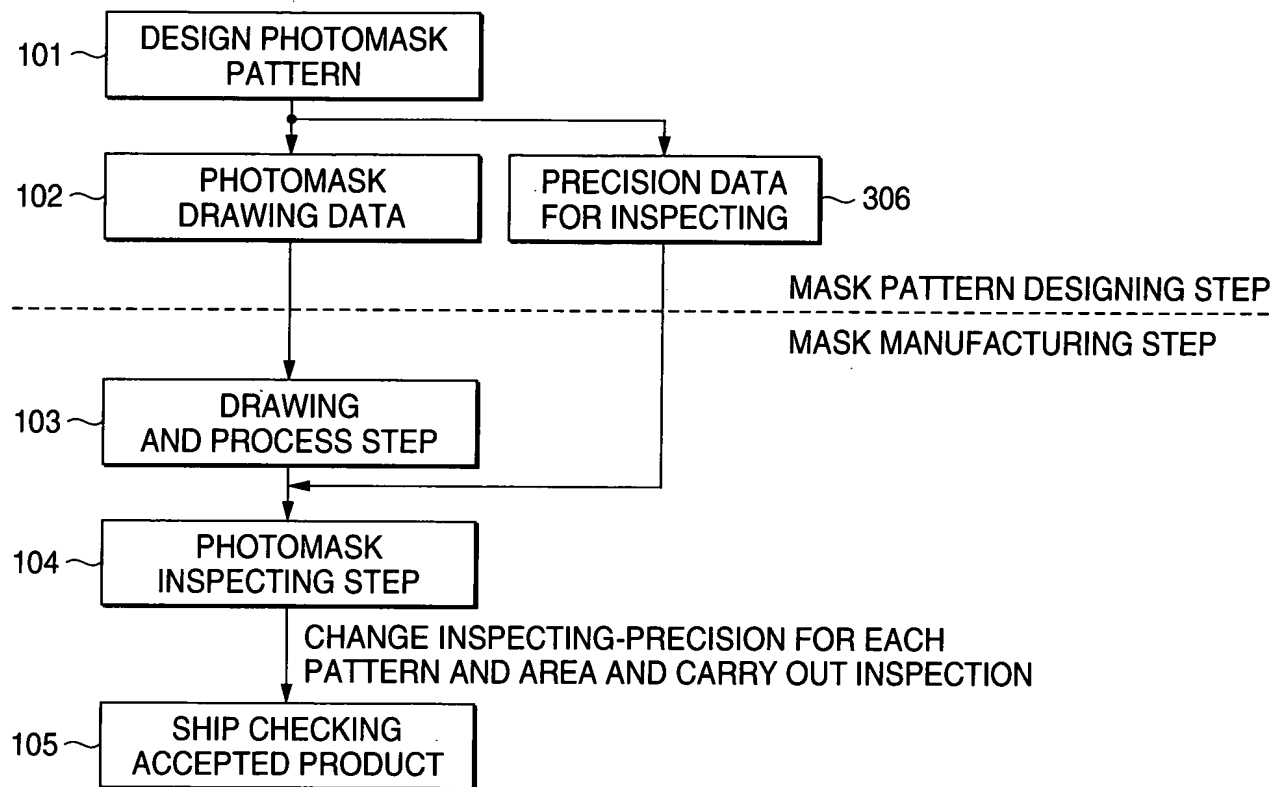 101
DESIGN PHOTOMASK
PATTERN
102
PHOTOMASK
DRAWING DATA
PRECISION DATA
FOR INSPECTING
306
MASK PATTERN DESIGNING STEP
MASK MANUFACTURING STEP
103
DRAWING
AND PROCESS STEP
104
PHOTOMASK
INSPECTING STEP
CHANGE INSPECTING-PRECISION FOR EACH
PATTERN AND AREA AND CARRY OUT INSPECTION
105
SHIP CHECKING
ACCEPTED PRODUCT